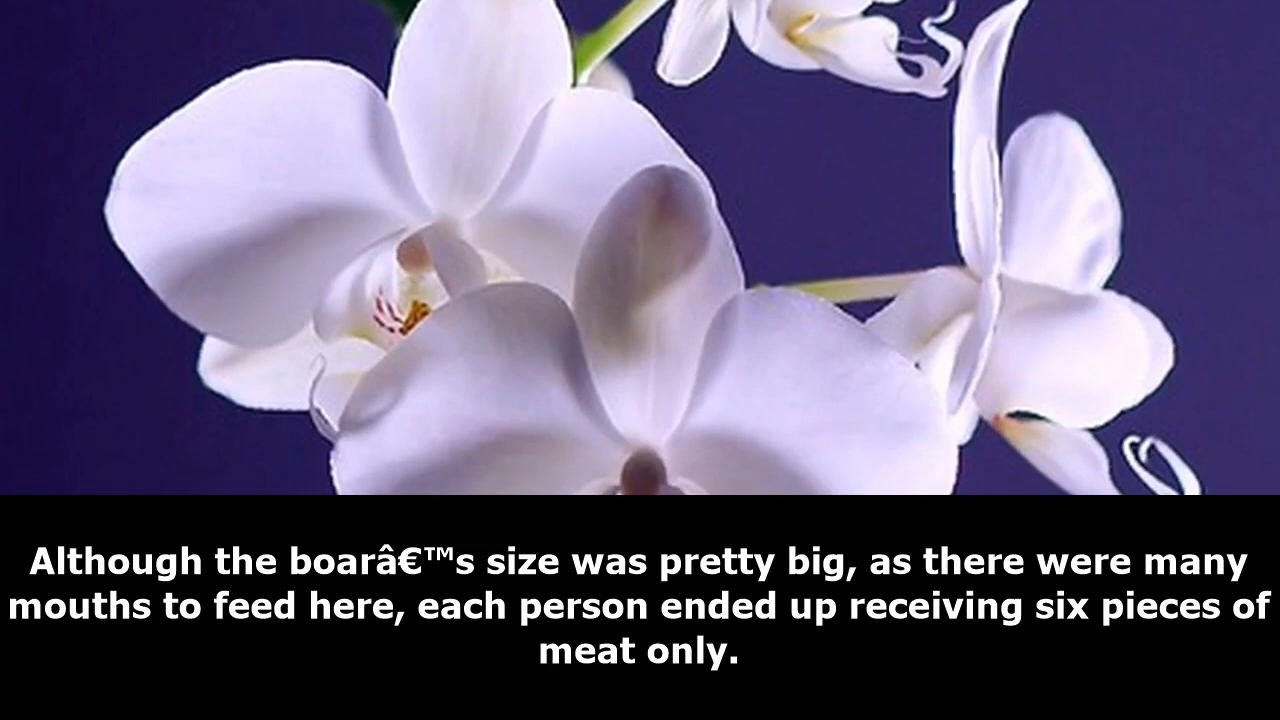 Although the boarâ€™s size was pretty big, as there were many
mouths to feed here, each person ended up receiving six pieces of
meat only.